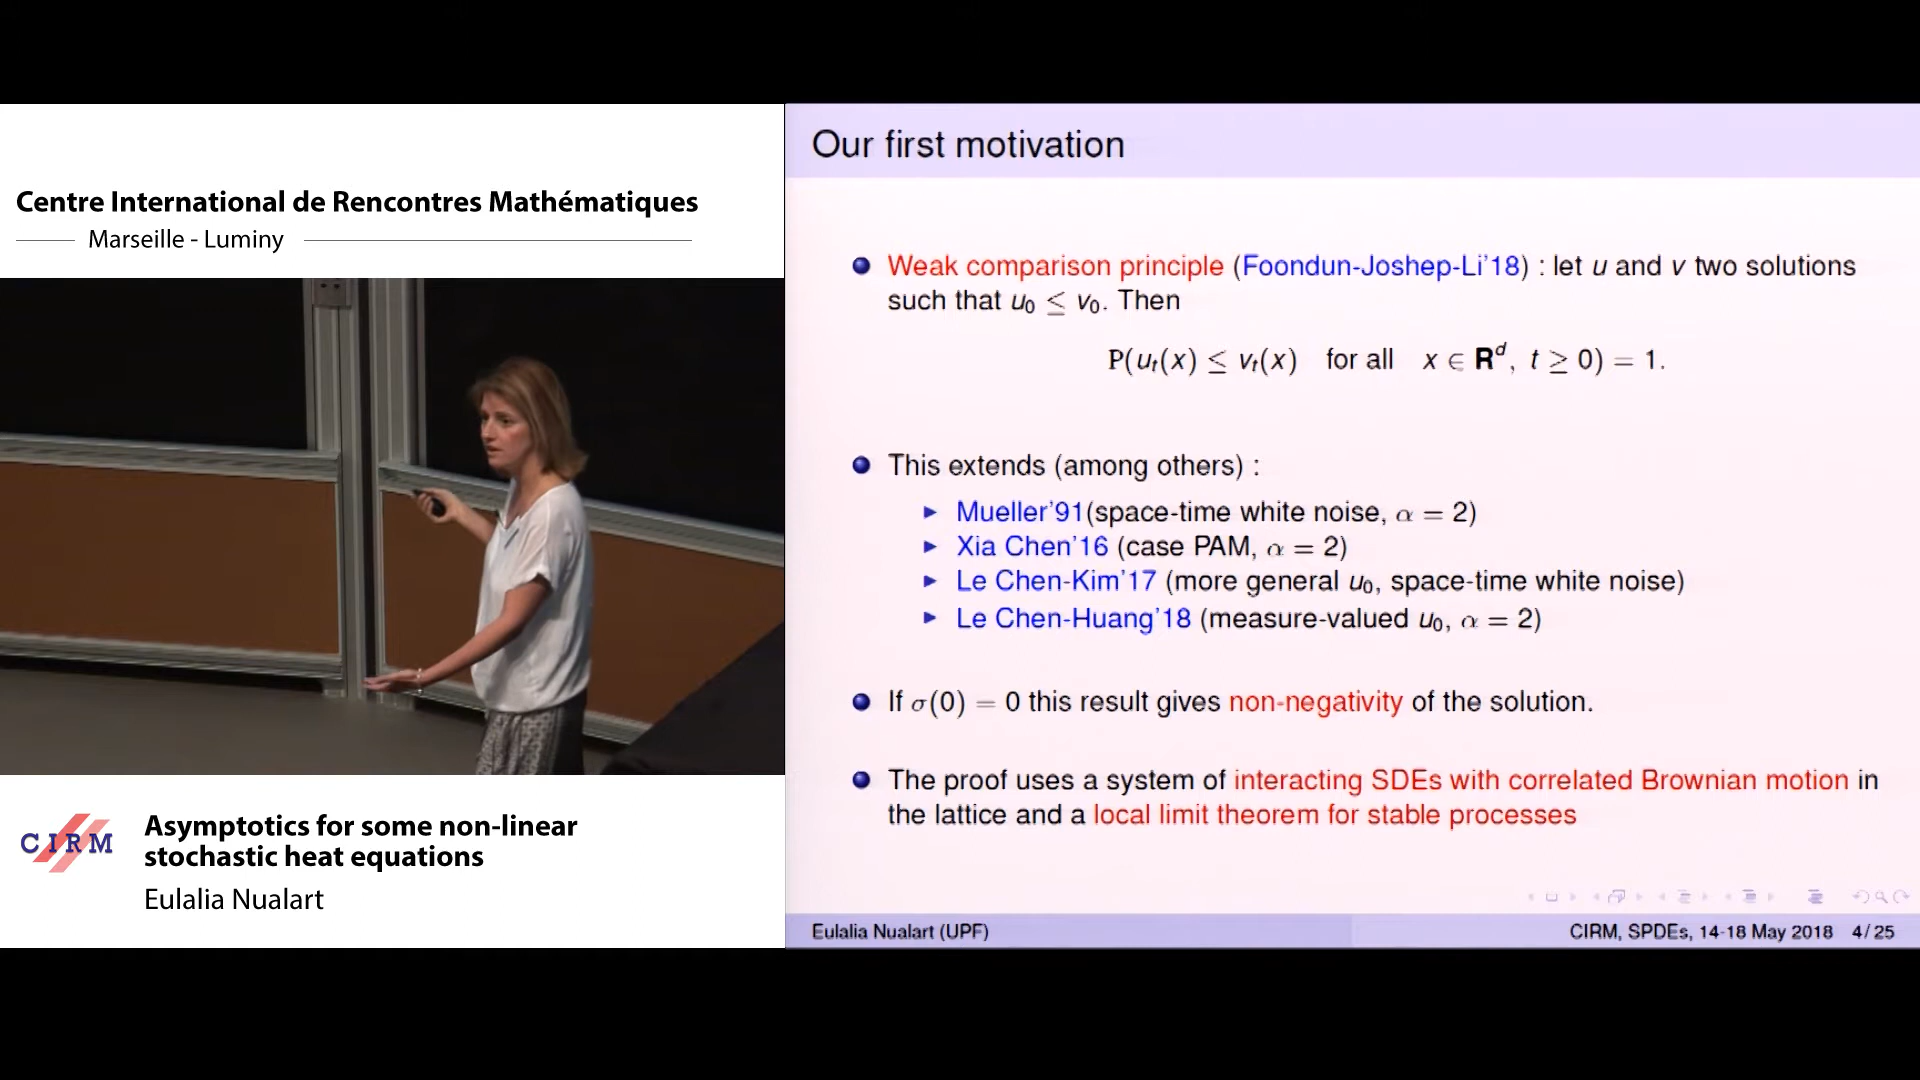 Centre International de Rencontres Mathématiques
Marseille - Luminy
CIRM
Asymptotics for some non-linear
stochastic heat equations
Eulalia Nualart
Our first motivation
Weak comparison principle (Foondun-Joshep-Li'18) : let u and v two solutions
such that u₀ ≤ v₀. Then
P(uₜ(x) ≤ vₜ(x) for all x ∈ Rᵈ, t ≥ 0) = 1.
This extends (among others) :
Mueller'91(space-time white noise, α = 2)
Xia Chen'16 (case PAM, α = 2)
Le Chen-Kim'17 (more general u₀, space-time white noise)
Le Chen-Huang'18 (measure-valued u₀, α = 2)
If σ(0) = 0 this result gives non-negativity of the solution.
The proof uses a system of interacting SDEs with correlated Brownian motion in
the lattice and a local limit theorem for stable processes
Eulalia Nualart (UPF)
CIRM, SPDEs, 14-18 May 2018 4/25